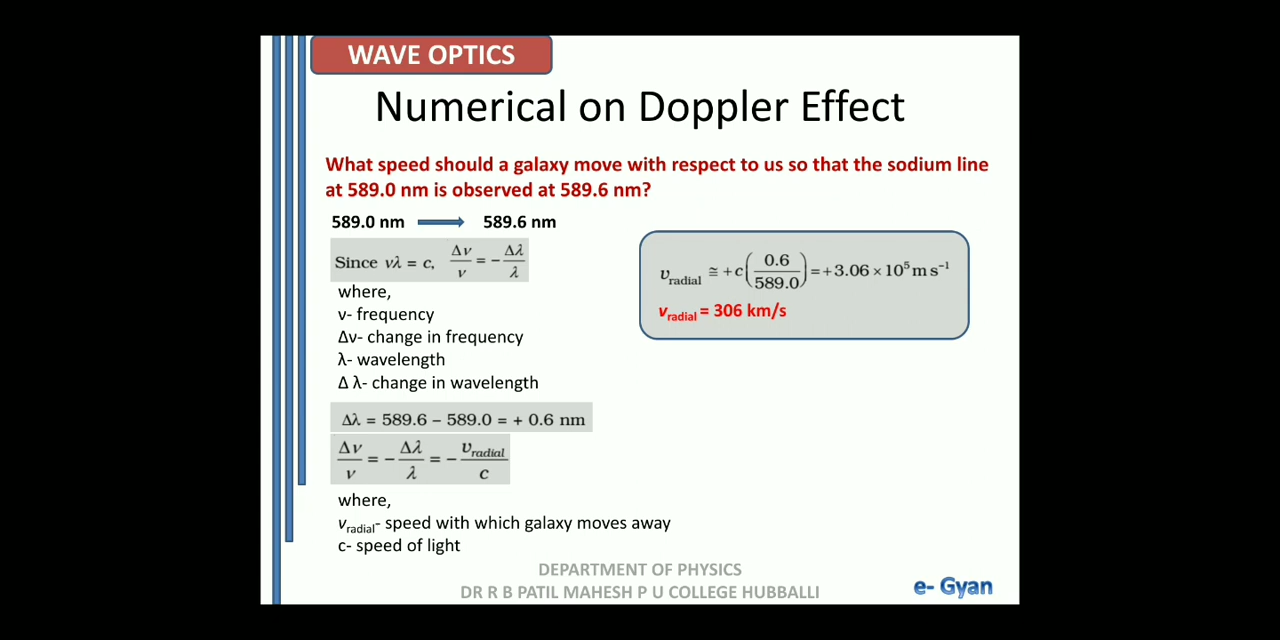 WAVE OPTICS
Numerical on Doppler Effect
What speed should a galaxy move with respect to us so that the sodium line
at 589.0 nm is observed at 589.6 nm?
589.0 nm → 589.6 nm
Since νλ = c, Δν/ν = − Δλ/λ
where,
ν- frequency
Δν- change in frequency
λ- wavelength
Δ λ- change in wavelength
Δλ = 589.6 − 589.0 = + 0.6 nm
Δν/ν = − Δλ/λ = − υradial/c
where,
vradial- speed with which galaxy moves away
c- speed of light
υradial ≅ +c(0.6/589.0) = +3.06 × 10⁵ m s⁻¹
vradial = 306 km/s
DEPARTMENT OF PHYSICS
DR R B PATIL MAHESH P U COLLEGE HUBBALLI
e- Gyan